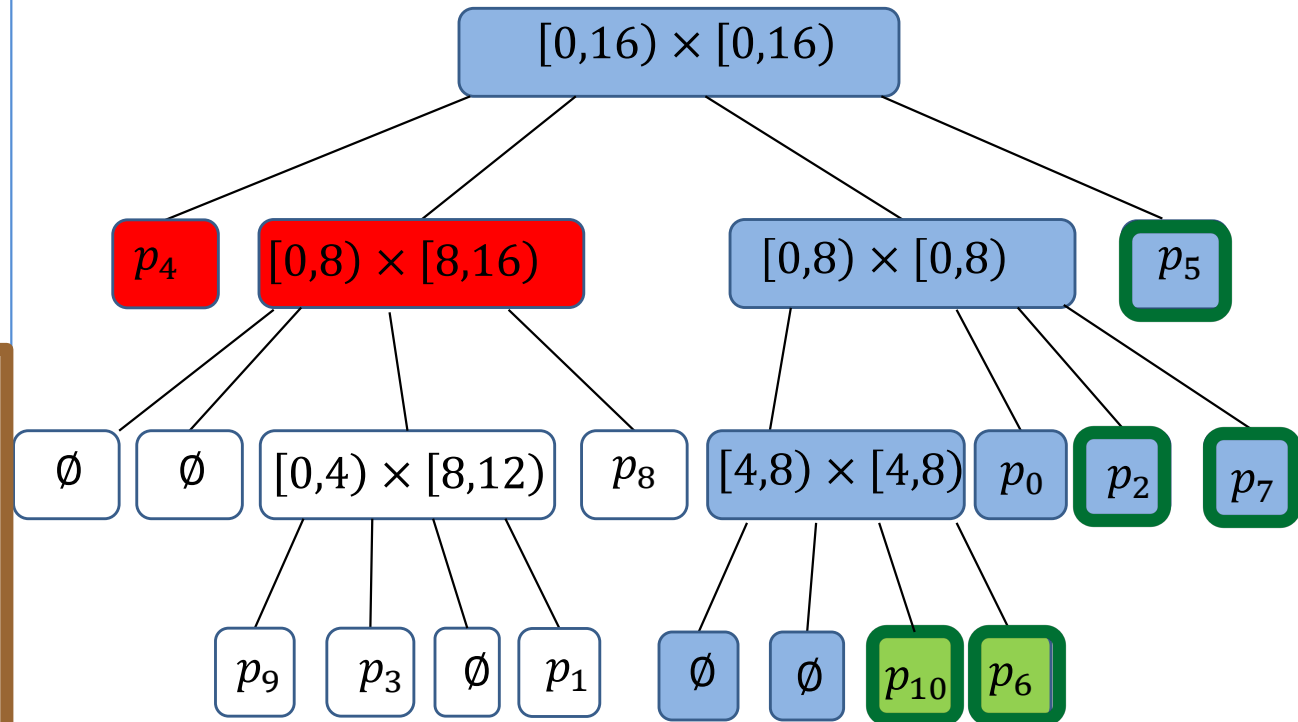 [0,16) × [0,16)
p₄ [0,8) × [8,16) [0,8) × [0,8) p₅
∅ ∅ [0,4) × [8,12) p₈ [4,8) × [4,8) p₀ p₂ p₇
p₉ p₃ ∅ p₁ ∅ ∅ p₁₀ p₆